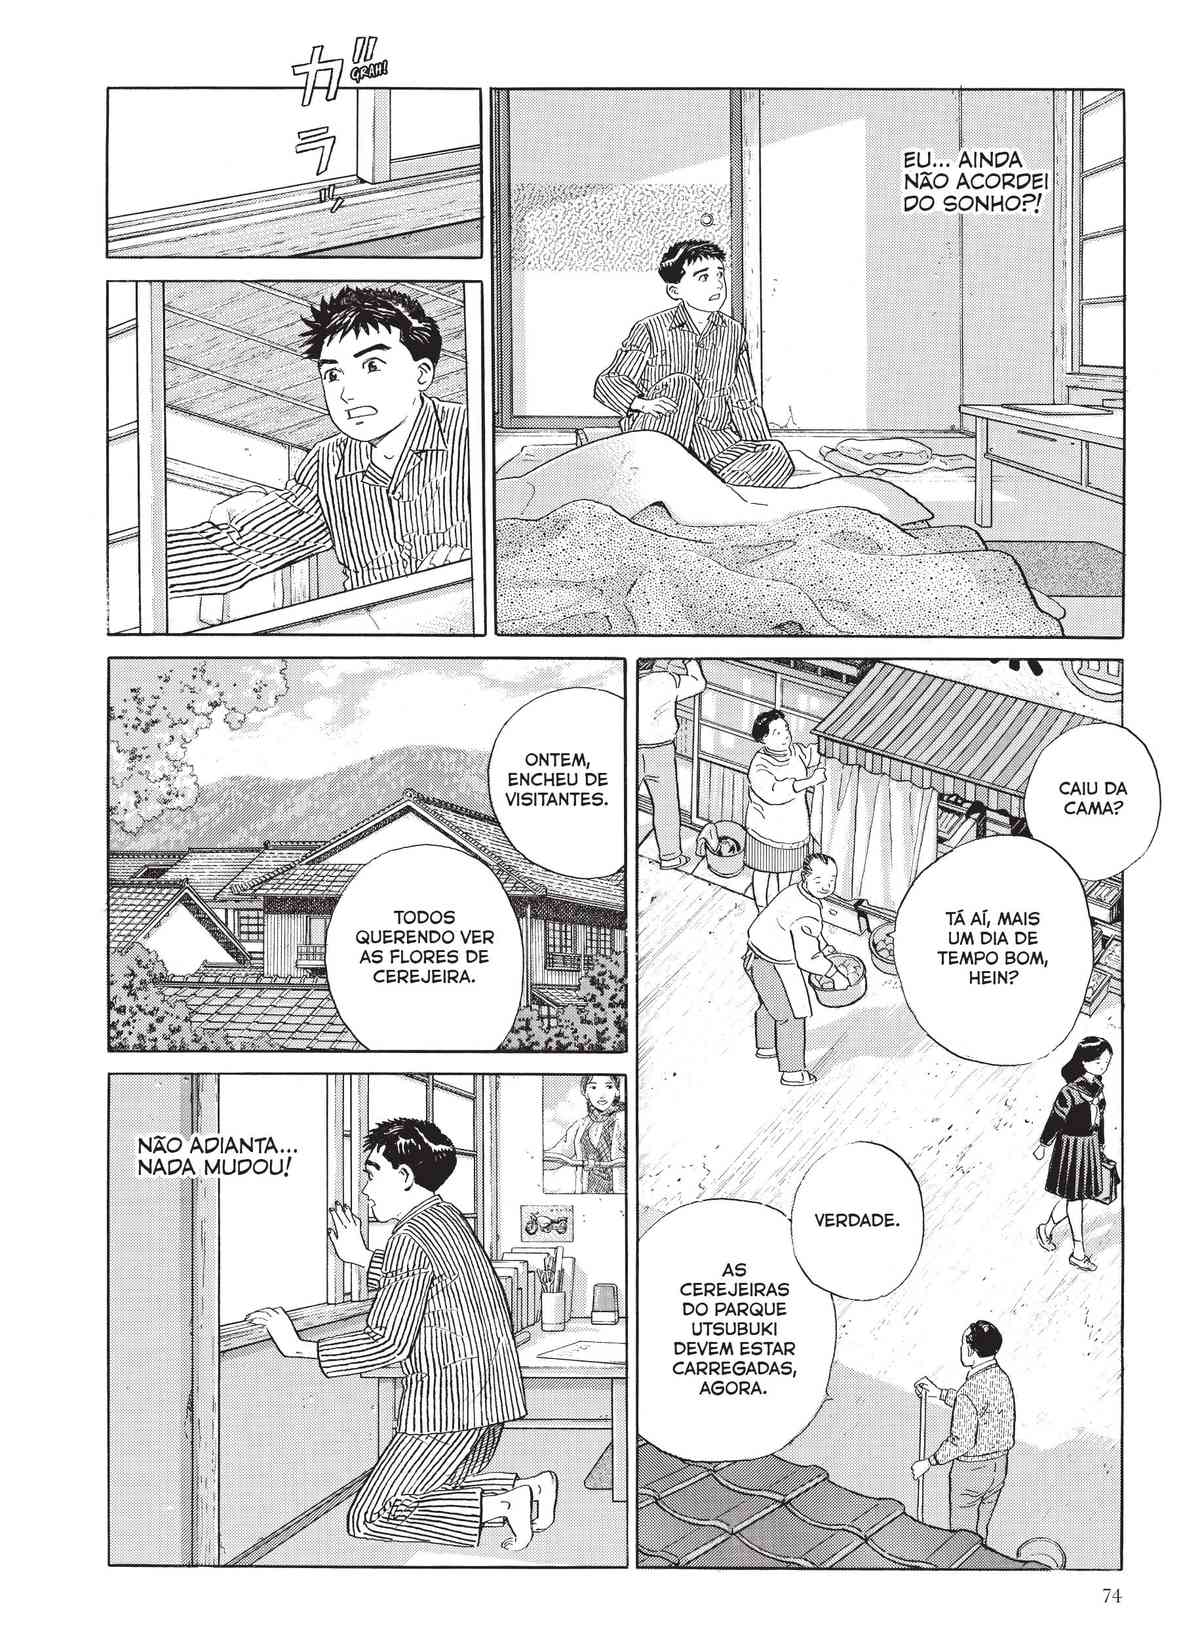 EU... AINDA
NÃO ACORDEI
DO SONHO?!
ガラッ
GRAH!
CAIU DA
CAMA?
TÁ AÍ, MAIS
UM DIA DE
TEMPO BOM,
HEIN?
VERDADE.
AS
CEREJEIRAS
DO PARQUE
UTSUBUKI
DEVEM ESTAR
CARREGADAS,
AGORA.
ONTEM,
ENCHEU DE
VISITANTES.
TODOS
QUERENDO VER
AS FLORES DE
CEREJEIRA.
NÃO ADIANTA...
NADA MUDOU!
74